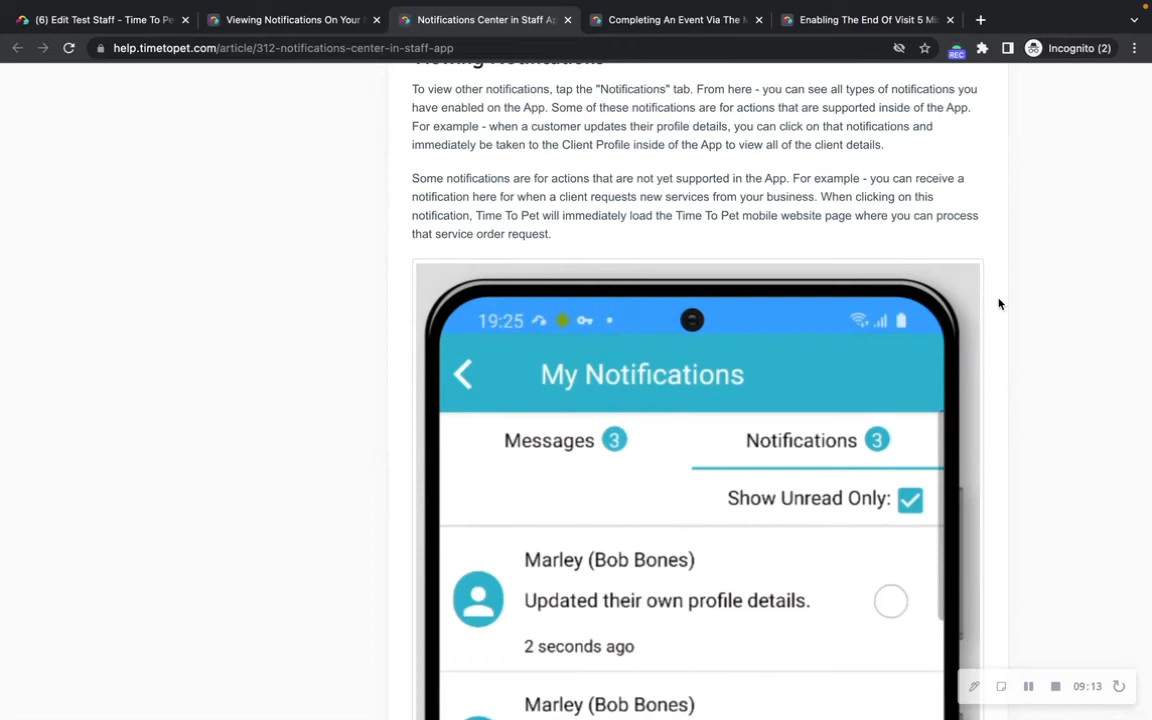 (6) Edit Test Staff - Time To Pe
Viewing Notifications On Your
Notifications Center in Staff Ap
Completing An Event Via The
Enabling The End Of Visit 5 Mi
help.timetopet.com/article/312-notifications-center-in-staff-app
REC
Incognito (2)
Viewing Notifications
To view other notifications, tap the "Notifications" tab. From here - you can see all types of notifications you
have enabled on the App. Some of these notifications are for actions that are supported inside of the App.
For example - when a customer updates their profile details, you can click on that notifications and
immediately be taken to the Client Profile inside of the App to view all of the client details.
Some notifications are for actions that are not yet supported in the App. For example - you can receive a
notification here for when a client requests new services from your business. When clicking on this
notification, Time To Pet will immediately load the Time To Pet mobile website page where you can process
that service order request.
19:25
My Notifications
Messages 3
Notifications 3
Show Unread Only:
Marley (Bob Bones)
Updated their own profile details.
2 seconds ago
Marley (Bob Bones)
09:13